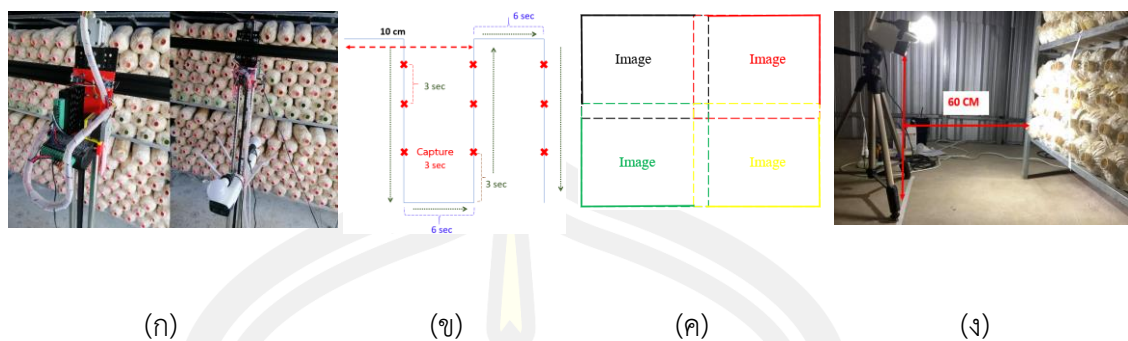 6 sec
10 cm
3 sec
Capture
3 sec
3 sec
6 sec
Image
Image
Image
Image
60 CM
(ก)
(ข)
(ค)
(ง)